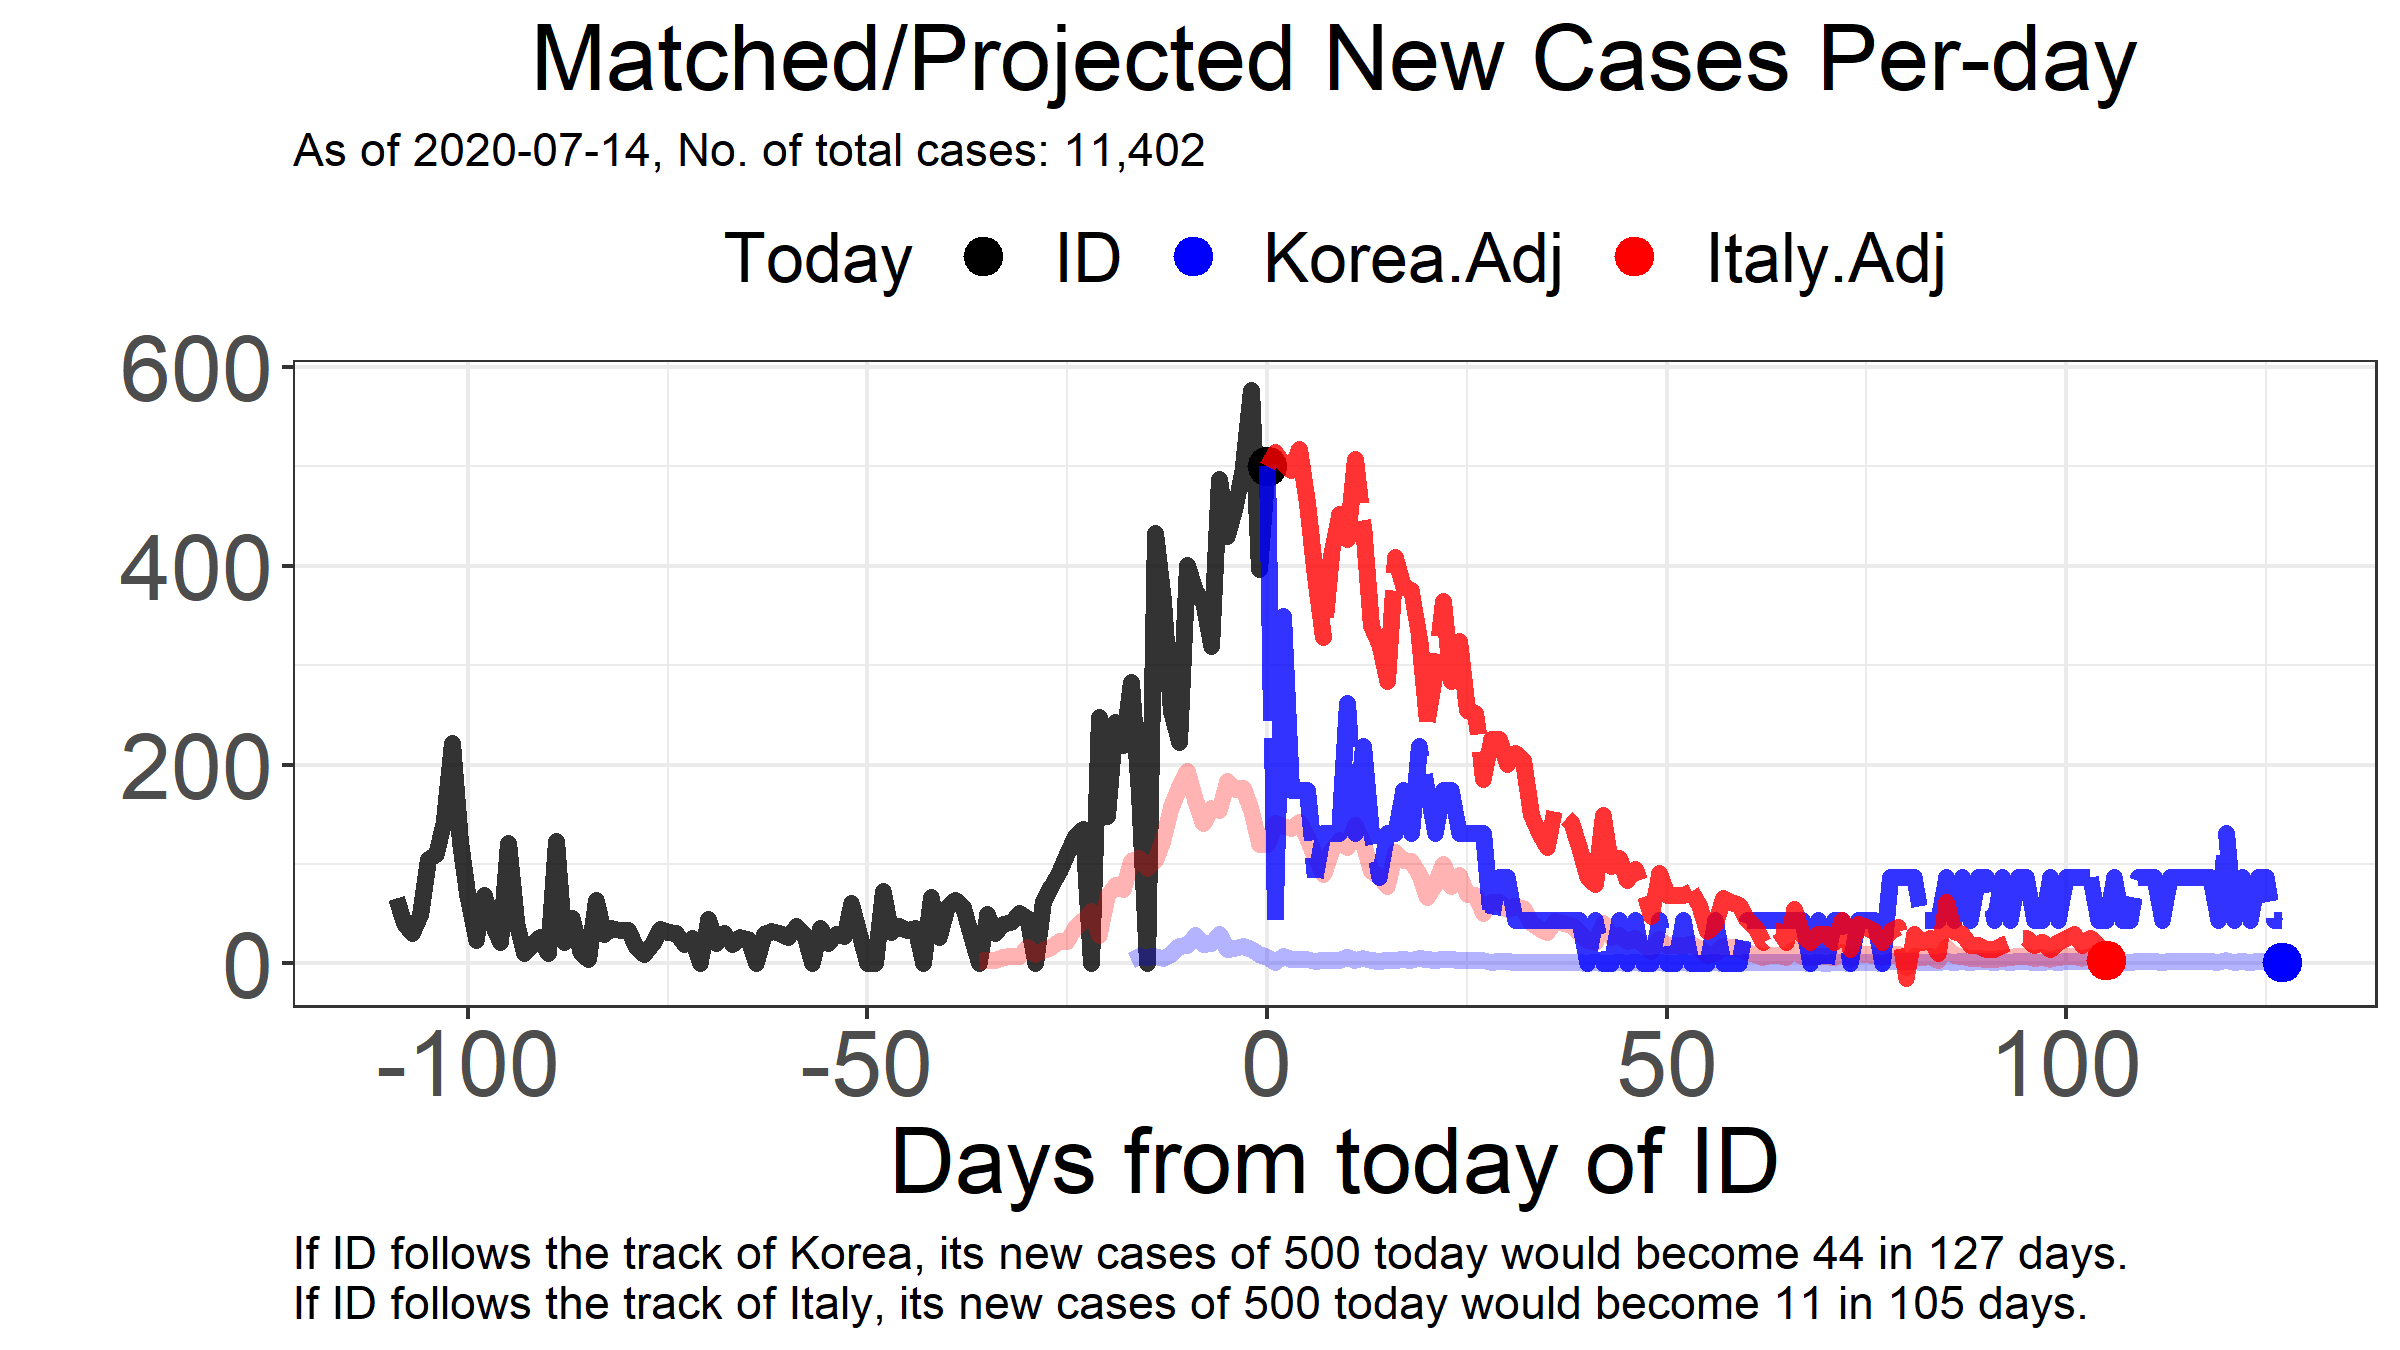 Matched/Projected New Cases Per-day
As of 2020-07-14, No. of total cases: 11,402
Today ID Korea.Adj Italy.Adj
600
400
200
0
-100 -50 0 50 100
Days from today of ID
If ID follows the track of Korea, its new cases of 500 today would become 44 in 127 days.
If ID follows the track of Italy, its new cases of 500 today would become 11 in 105 days.